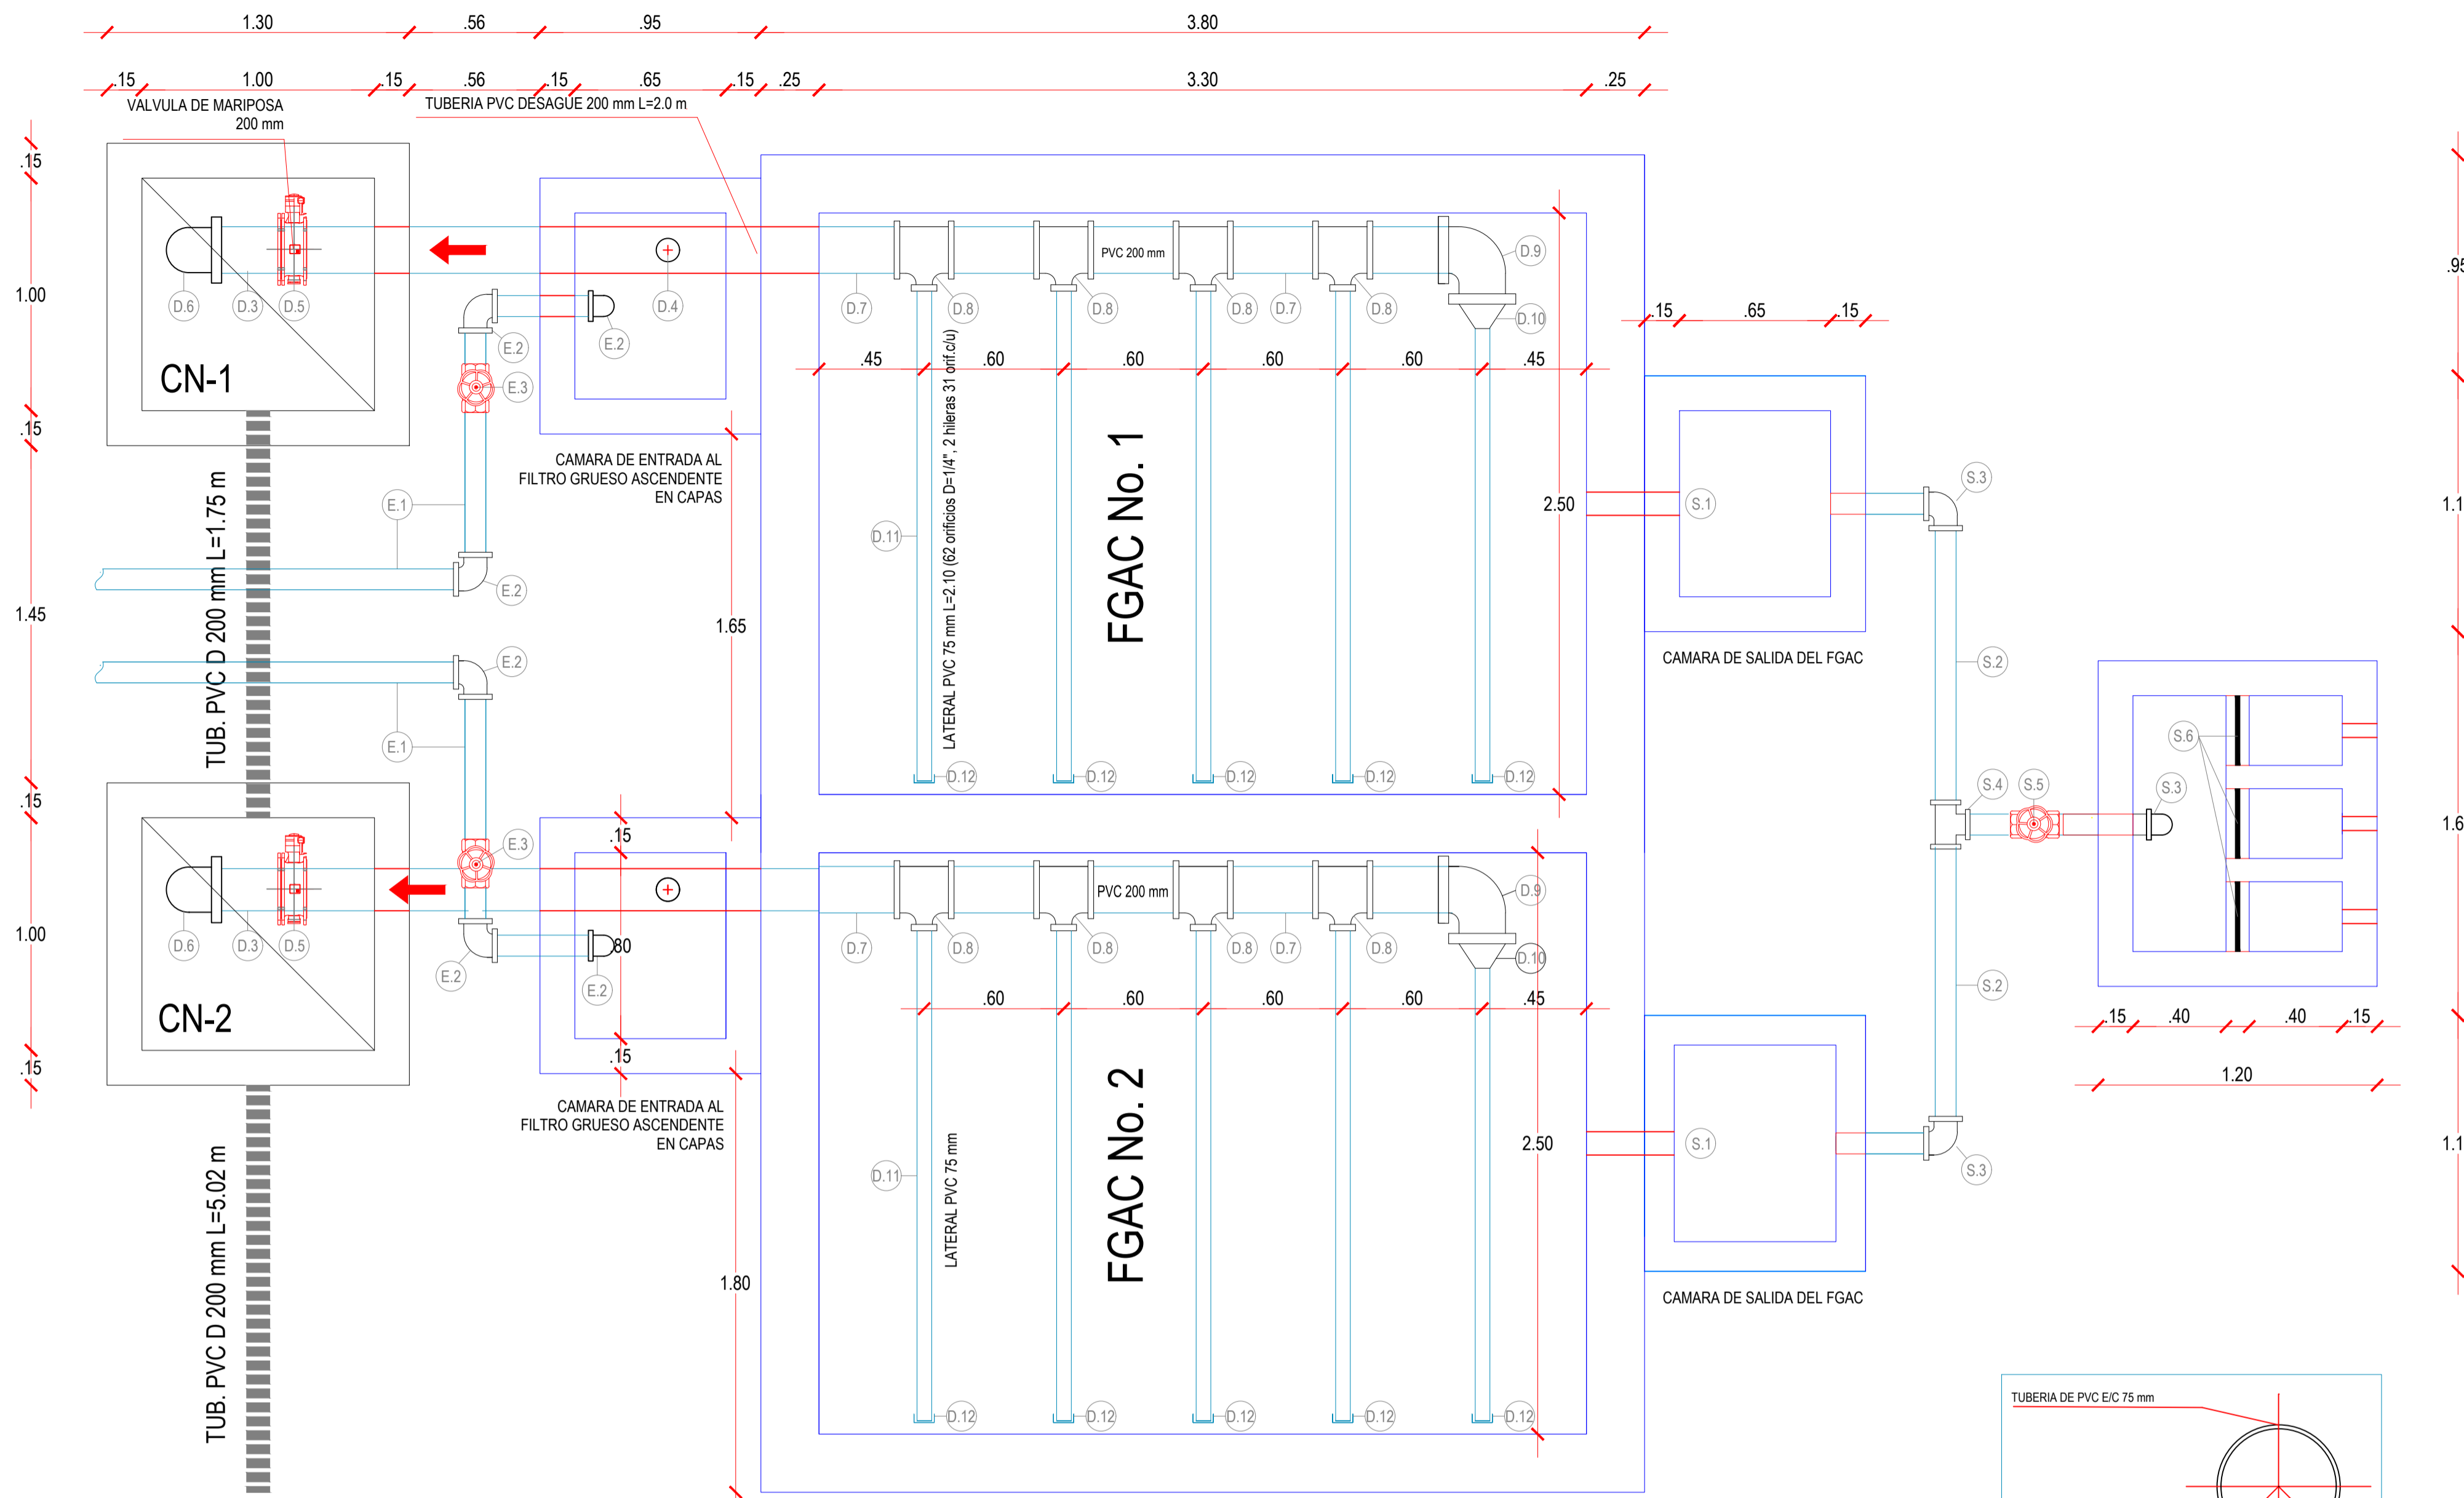 1.30
.56
.95
3.80
.15
1.00
.15
.56
.15
.65
.15
.25
3.30
.25
VALVULA DE MARIPOSA
200 mm
TUBERIA PVC DESAGÜE 200 mm L=2.0 m
.15
1.00
.15
1.45
.15
1.00
.15
D.6
D.3
D.5
CN-1
E.2
E.2
E.3
D.4
CAMARA DE ENTRADA AL
FILTRO GRUESO ASCENDENTE
EN CAPAS
E.1
E.2
E.2
E.1
TUB. PVC D 200 mm L=1.75 m
1.65
PVC 200 mm
D.7
D.8
D.8
D.8
D.7
D.8
D.9
D.10
.45
.60
.60
.60
.60
.45
LATERAL PVC 75 mm L=2.10 (62 orificios D=1/4", 2 hileras 31 orif.c/u)
D.11
FGAC No. 1
2.50
D.12
D.12
D.12
D.12
D.12
.15
.65
.15
S.1
CAMARA DE SALIDA DEL FGAC
S.3
S.2
S.4
S.5
S.3
S.6
S.2
S.3
.15
.40
.40
.15
1.20
D.6
D.3
D.5
CN-2
E.3
E.2
E.2
.15
.80
.15
CAMARA DE ENTRADA AL
FILTRO GRUESO ASCENDENTE
EN CAPAS
TUB. PVC D 200 mm L=5.02 m
1.80
PVC 200 mm
D.7
D.8
D.8
D.8
D.7
D.8
D.9
D.10
.60
.60
.60
.60
.45
LATERAL PVC 75 mm
D.11
FGAC No. 2
2.50
D.12
D.12
D.12
D.12
D.12
S.1
CAMARA DE SALIDA DEL FGAC
TUBERIA DE PVC E/C 75 mm